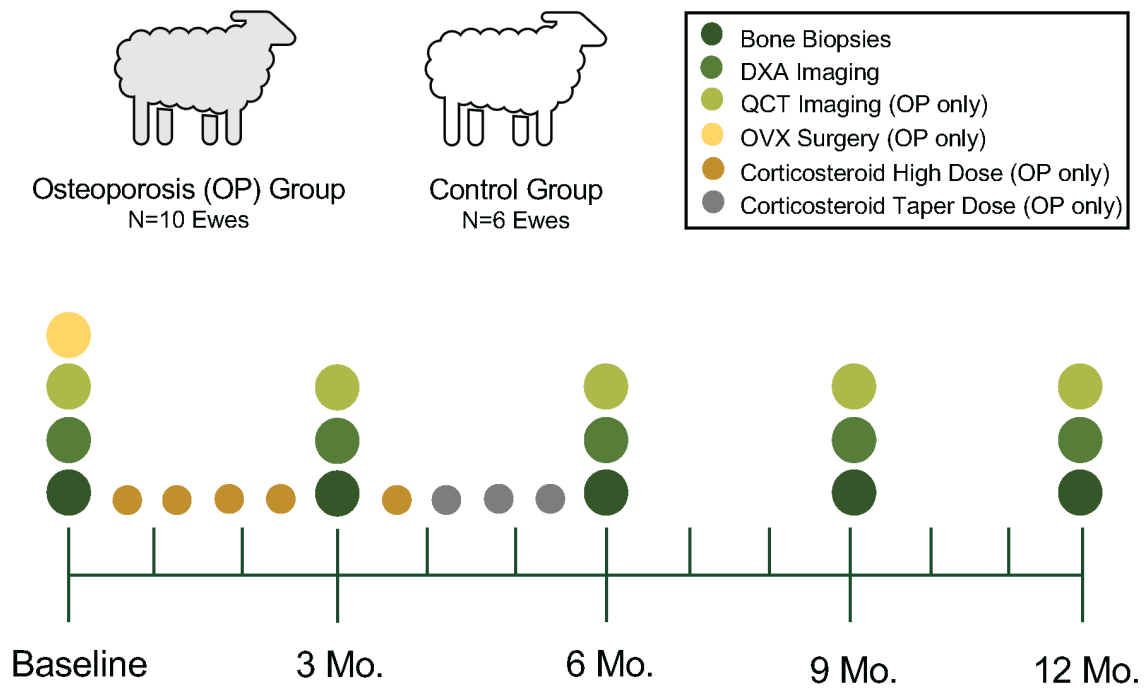 Osteoporosis (OP) Group
N=10 Ewes
Control Group
N=6 Ewes
Bone Biopsies
DXA Imaging
QCT Imaging (OP only)
OVX Surgery (OP only)
Corticosteroid High Dose (OP only)
Corticosteroid Taper Dose (OP only)
Baseline
3 Mo.
6 Mo.
9 Mo.
12 Mo.